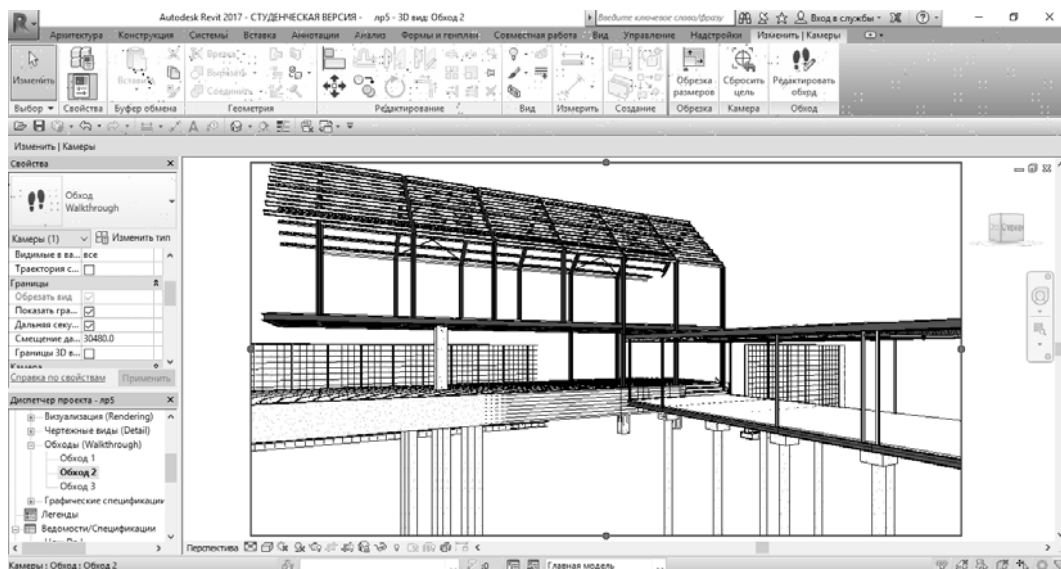 Autodesk Revit 2017 - СТУДЕНЧЕСКАЯ ВЕРСИЯ - лр5 - 3D вид: Обход 2
Введите ключевое слово/фразу
Вход в службы
Архитектура Конструкция Системы Вставка Аннотации Анализ Формы и генплан Совместная работа Вид Управление Надстройки Изменить | Камеры
Изменить
Вставить
Врезка
Вырезать
Соединить
Обрезка размеров
Сбросить цель
Редактировать обход
Выбор Свойства Буфер обмена Геометрия Редактирование Вид Измерить Создание Обрезка Камера Обход
Изменить | Камеры
Свойства
Обход
Walkthrough
Камеры (1) Изменить тип
Видимые в ва... все
Траектория с...
Границы
Обрезать вид
Показать гра...
Дальняя секу...
Смещение да... 30480.0
Границы 3D в...
Камера
Справка по свойствам Применить
Диспетчер проекта - лр5
Визуализация (Rendering)
Чертежные виды (Detail)
Обходы (Walkthrough)
Обход 1
Обход 2
Обход 3
Графические спецификации
Легенды
Ведомости/Спецификации
Перспектива
Камеры : Обход : Обход 2
:0
Главная модель